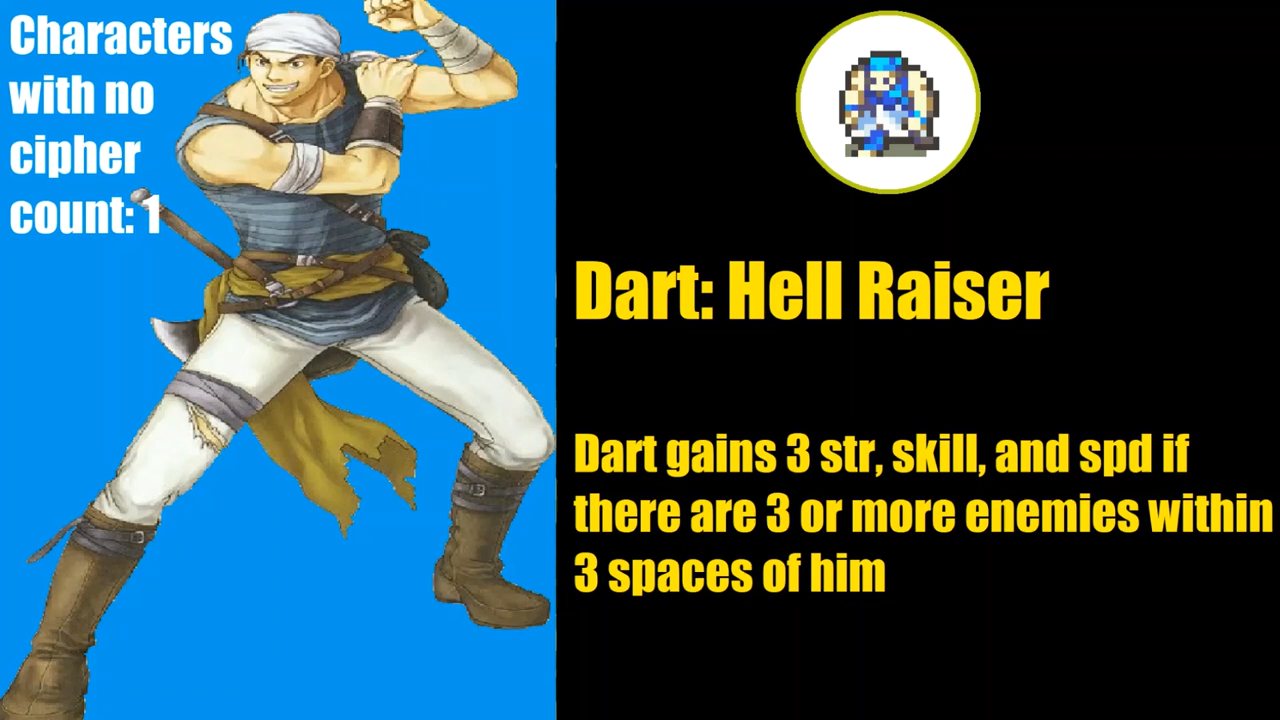 Characters
with no
cipher
count: 1
Dart: Hell Raiser
Dart gains 3 str, skill, and spd if
there are 3 or more enemies within
3 spaces of him